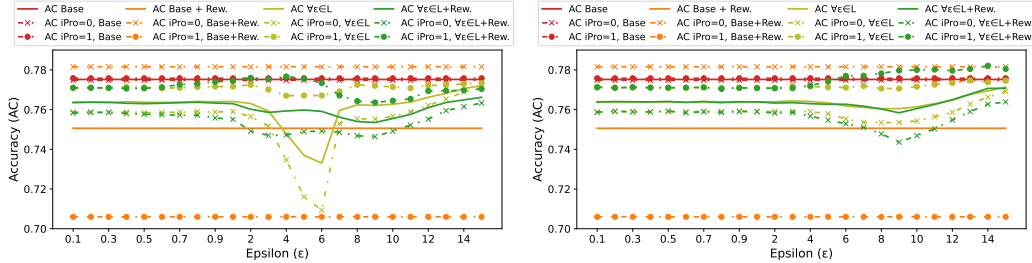 AC Base AC Base + Rew. AC ∀ε∈L AC ∀ε∈L+Rew.
AC iPro=0, Base AC iPro=0, Base+Rew. AC iPro=0, ∀ε∈L AC iPro=0, ∀ε∈L+Rew.
AC iPro=1, Base AC iPro=1, Base+Rew. AC iPro=1, ∀ε∈L AC iPro=1, ∀ε∈L+Rew.
0.78
0.76
0.74
0.72
0.70
Accuracy (AC)
0.1 0.3 0.5 0.7 0.9 2 4 6 8 10 12 14
Epsilon (ε)
AC Base AC Base + Rew. AC ∀ε∈L AC ∀ε∈L+Rew.
AC iPro=0, Base AC iPro=0, Base+Rew. AC iPro=0, ∀ε∈L AC iPro=0, ∀ε∈L+Rew.
AC iPro=1, Base AC iPro=1, Base+Rew. AC iPro=1, ∀ε∈L AC iPro=1, ∀ε∈L+Rew.
0.78
0.76
0.74
0.72
0.70
Accuracy (AC)
0.1 0.3 0.5 0.7 0.9 2 4 6 8 10 12 14
Epsilon (ε)